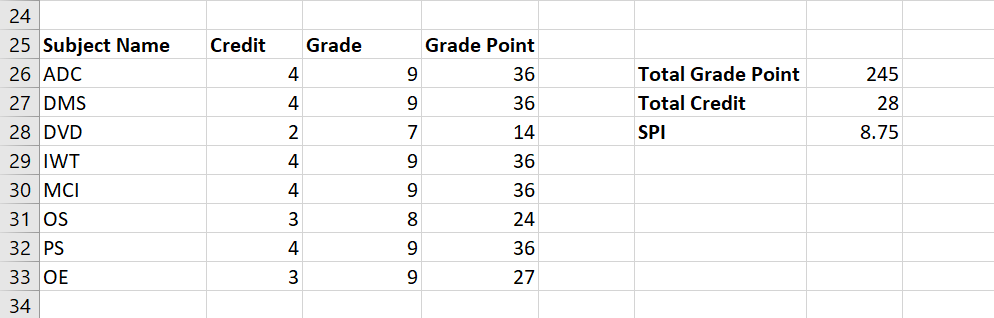 24
25 Subject Name Credit Grade Grade Point
26 ADC 4 9 36 Total Grade Point 245
27 DMS 4 9 36 Total Credit 28
28 DVD 2 7 14 SPI 8.75
29 IWT 4 9 36
30 MCI 4 9 36
31 OS 3 8 24
32 PS 4 9 36
33 OE 3 9 27
34